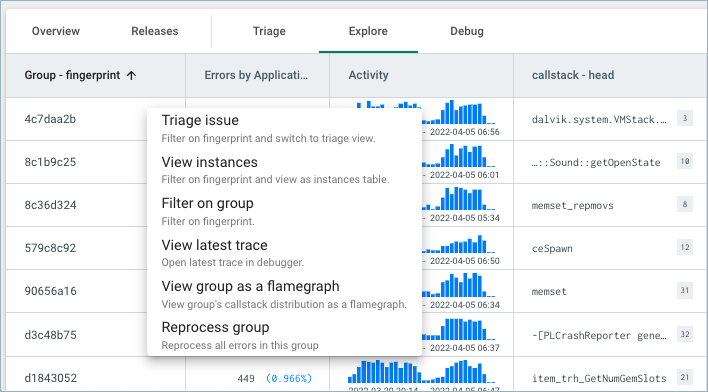 Overview Releases Triage Explore Debug
Group - fingerprint Errors by Applicati... Activity callstack - head
4c7daa2b dalvik.system.VMStack.... 3
- 2022-04-05 06:56
8c1b9c25 ...::Sound::getOpenState 10
- 2022-04-05 06:01
8c36d324 memset_repmovs 8
- 2022-04-05 05:34
579c8c92 ceSpawn 12
- 2022-04-05 06:50
90656a16 memset 31
- 2022-04-05 06:34
d3c48b75 -[PLCrashReporter gene... 32
- 2022-04-05 06:37
d1843052 449 (0.966%) item_trh_GetNumGemSlots 21
Triage issue
Filter on fingerprint and switch to triage view.
View instances
Filter on fingerprint and view as instances table.
Filter on group
Filter on fingerprint.
View latest trace
Open latest trace in debugger.
View group as a flamegraph
View group's callstack distribution as a flamegraph.
Reprocess group
Reprocess all errors in this group